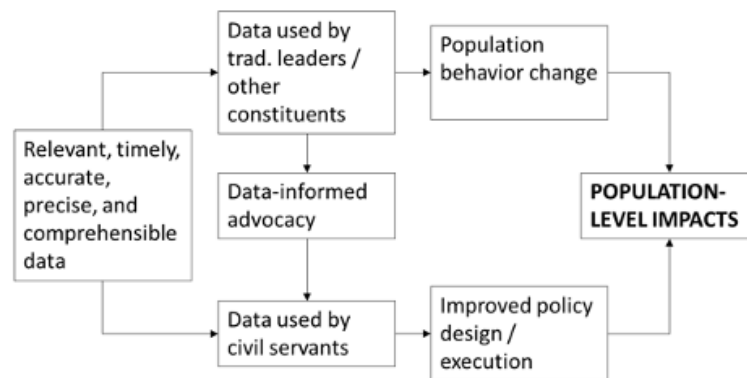 Data used by
trad. leaders /
other
constituents
Population
behavior change
Relevant, timely,
accurate,
precise, and
comprehensible
data
Data-informed
advocacy
POPULATION-
LEVEL IMPACTS
Data used by
civil servants
Improved policy
design /
execution